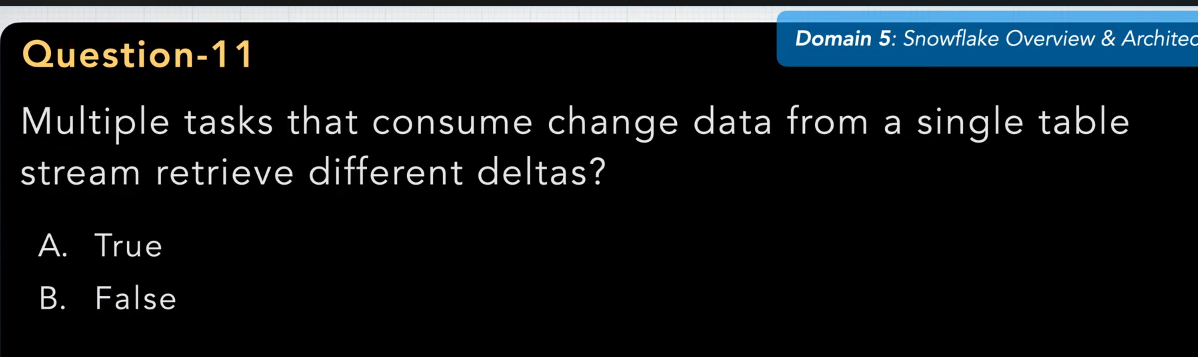 Domain 5: Snowflake Overview & Architec
Question-11
Multiple tasks that consume change data from a single table
stream retrieve different deltas?
A. True
B. False